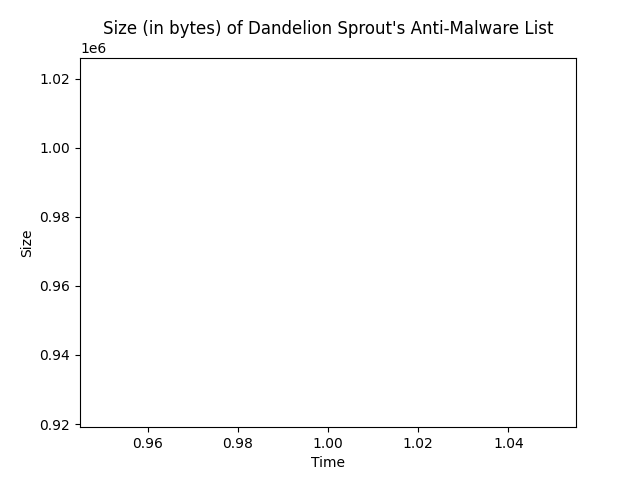 Size (in bytes) of Dandelion Sprout's Anti-Malware List
1e6
1.02
1.00
0.98
0.96
0.94
0.92
Size
0.96 0.98 1.00 1.02 1.04
Time